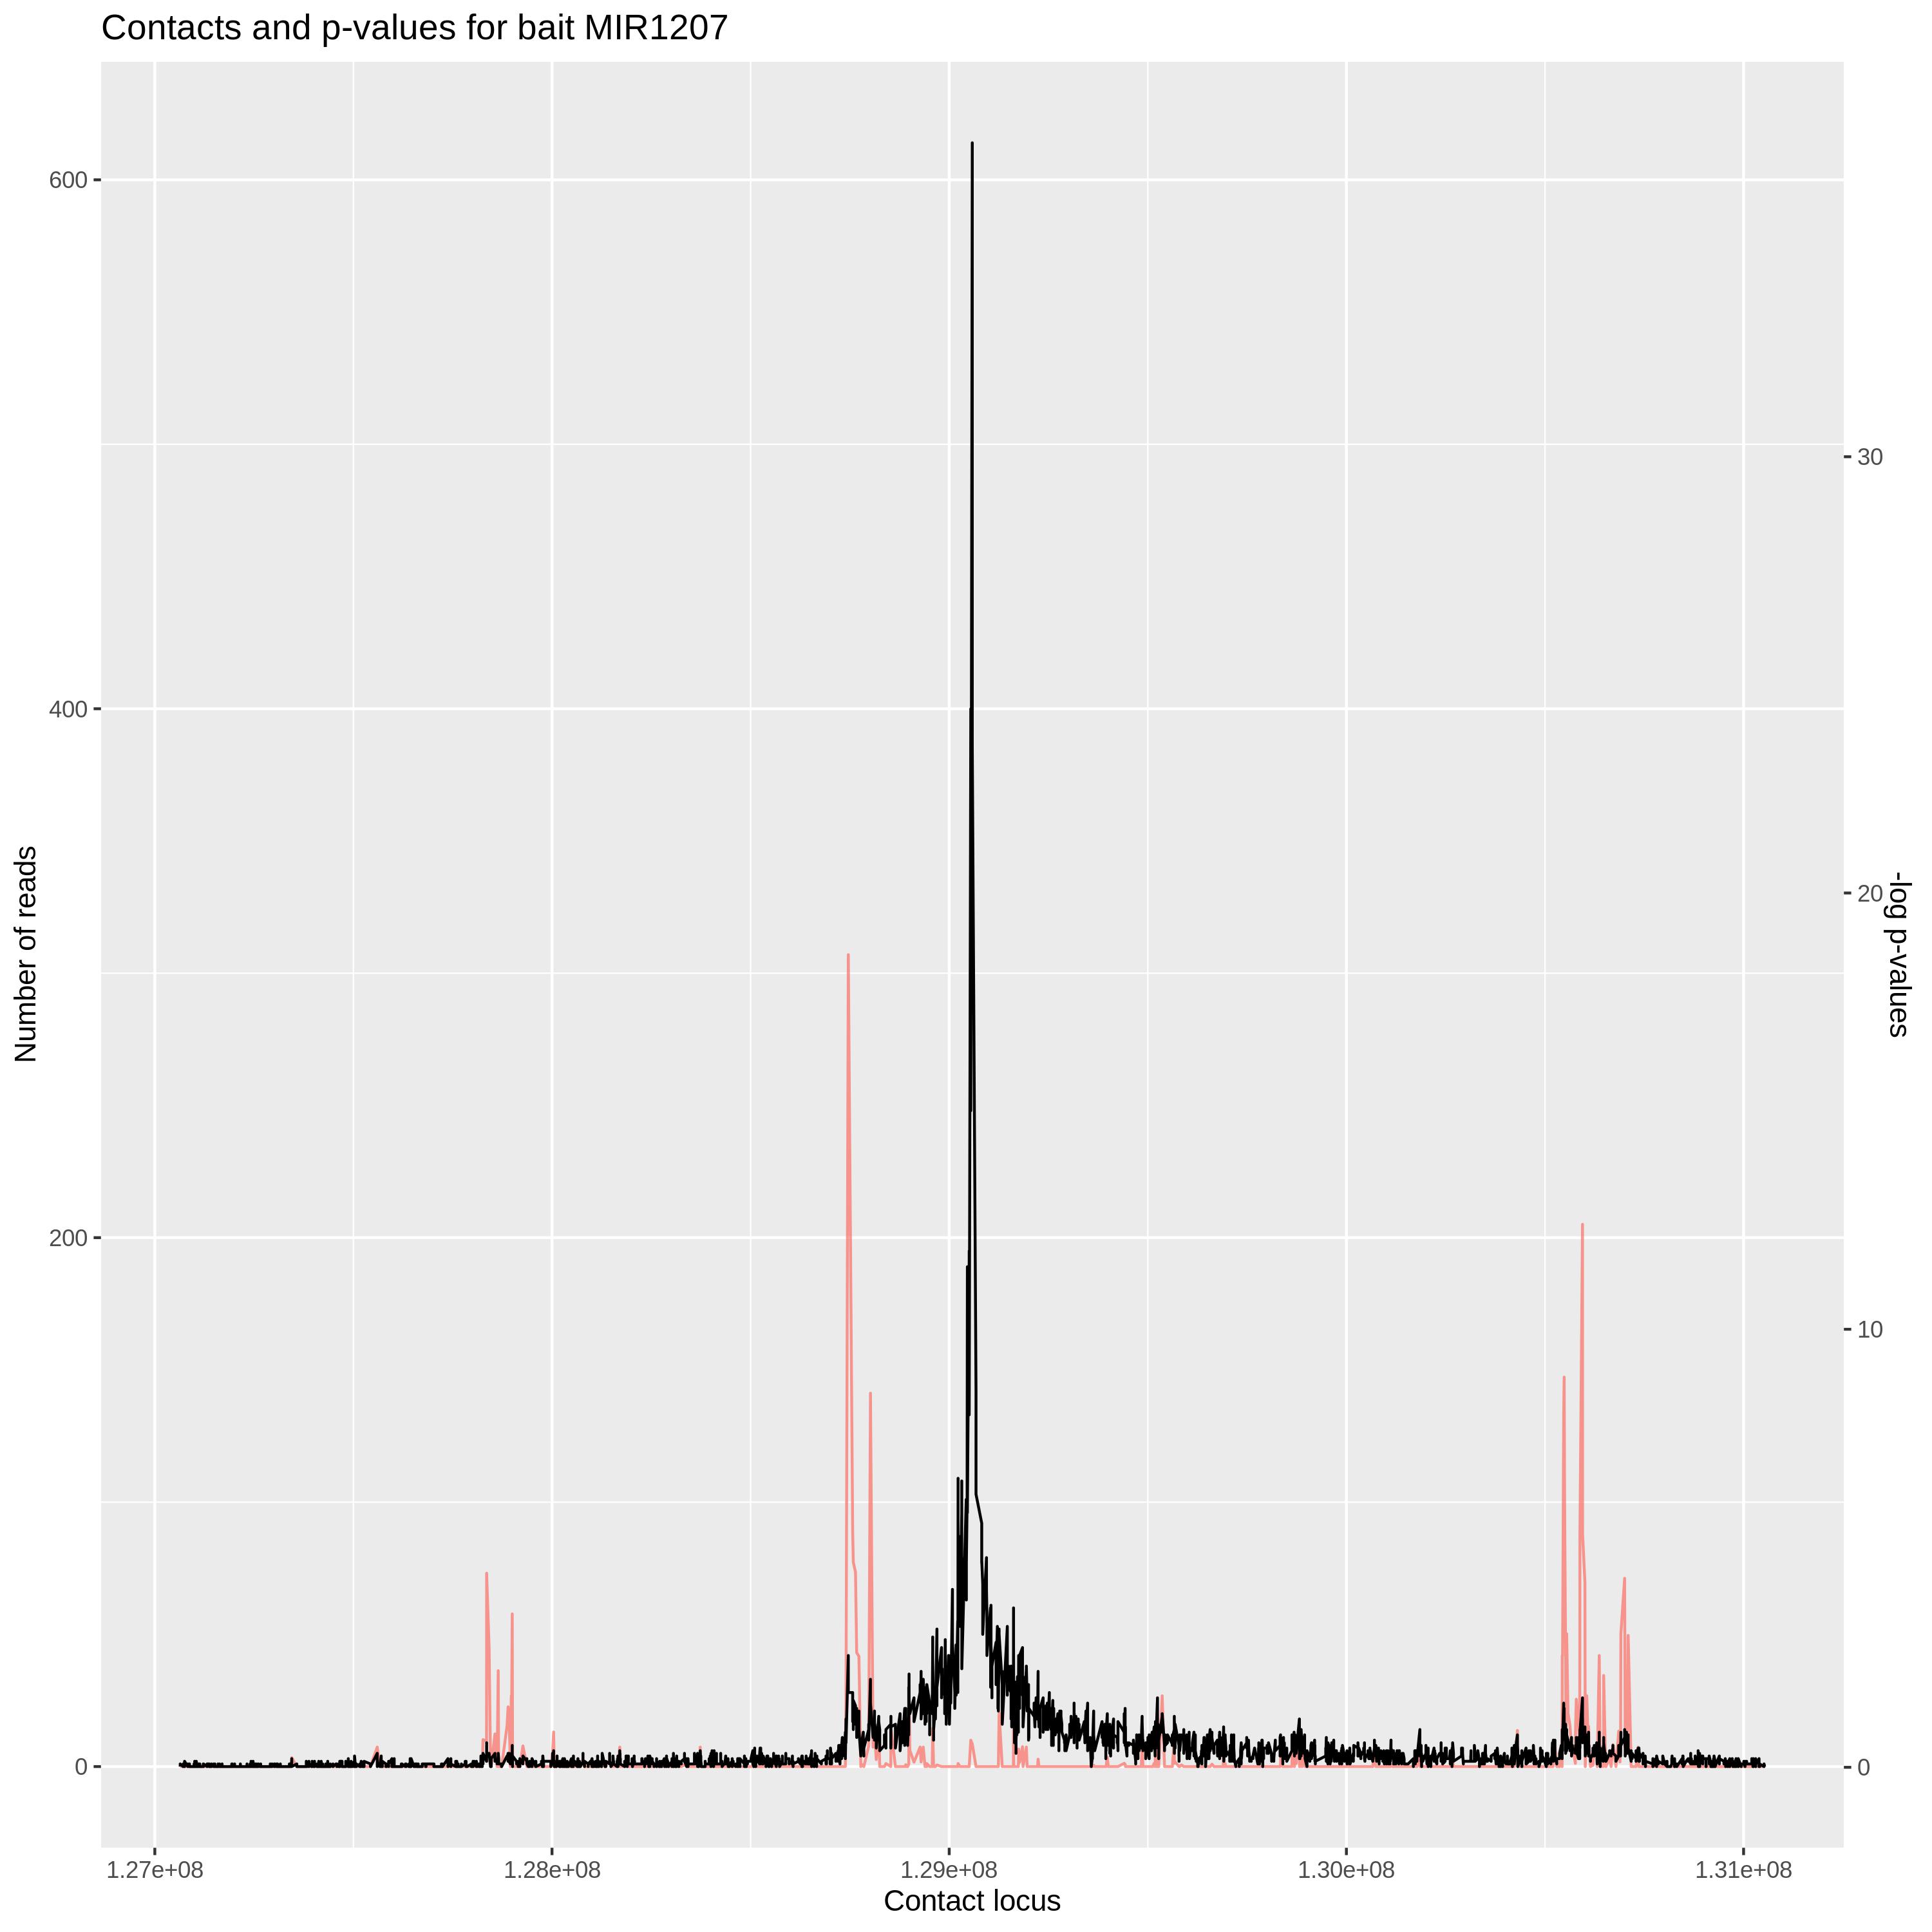 Contacts and p-values for bait MIR1207
600
400
200
0
Number of reads
30
20
10
0
-log p-values
1.27e+08
1.28e+08
1.29e+08
1.30e+08
1.31e+08
Contact locus